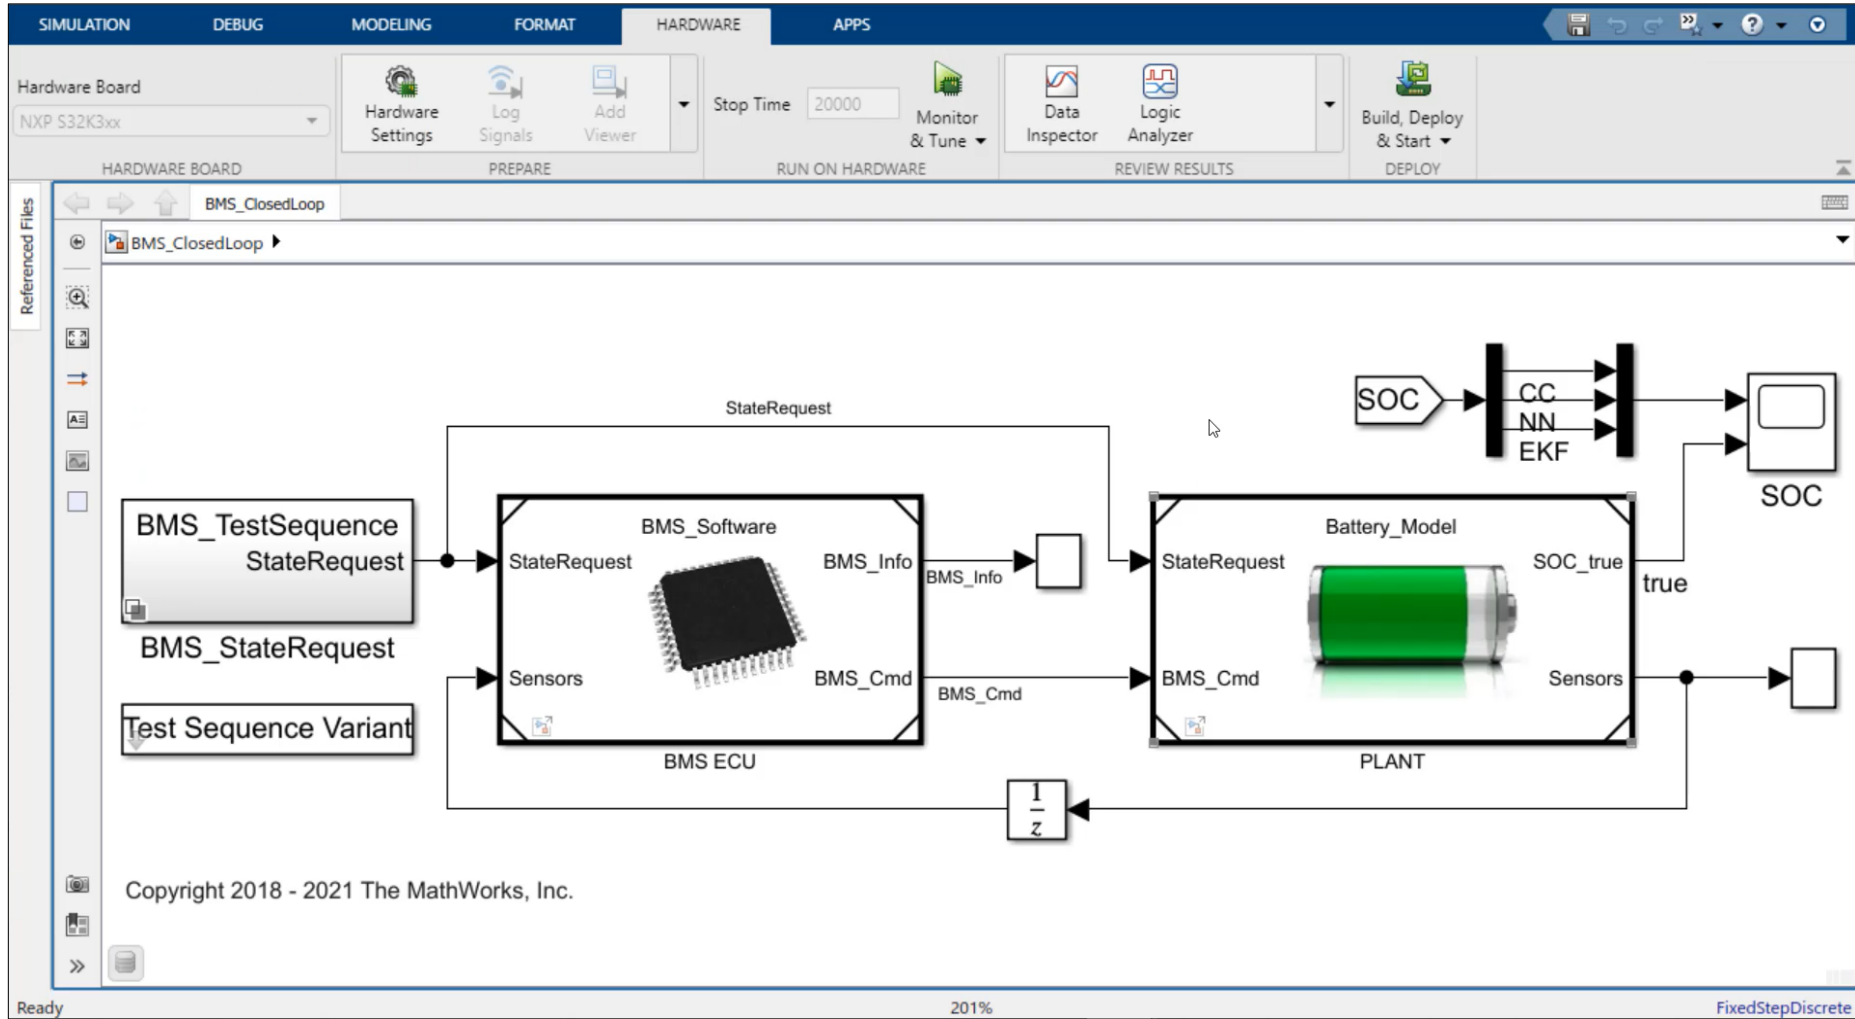 SIMULATION DEBUG MODELING FORMAT HARDWARE APPS
Hardware Board
NXP S32K3xx
HARDWARE BOARD
Hardware
Settings
Log
Signals
Add
Viewer
PREPARE
Stop Time 20000
Monitor
& Tune
RUN ON HARDWARE
Data
Inspector
Logic
Analyzer
REVIEW RESULTS
Build, Deploy
& Start
DEPLOY
Referenced Files
BMS_ClosedLoop
BMS_ClosedLoop
StateRequest
SOC
CC
NN
EKF
SOC
BMS_TestSequence
StateRequest
BMS_StateRequest
Test Sequence Variant
BMS_Software
StateRequest
BMS_Info
Sensors
BMS_Cmd
BMS ECU
BMS_Info
BMS_Cmd
Battery_Model
StateRequest
SOC_true
BMS_Cmd
Sensors
PLANT
true
1
z
Copyright 2018 - 2021 The MathWorks, Inc.
Ready 201% FixedStepDiscrete